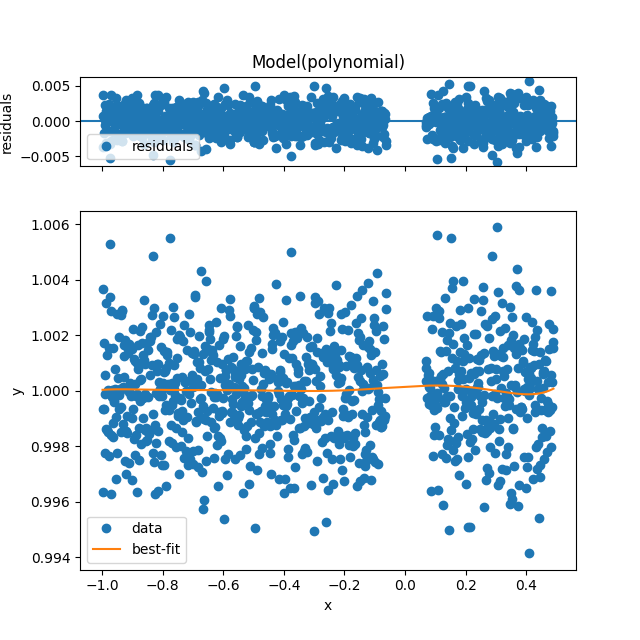 Model(polynomial)
residuals
0.005
0.000
−0.005
residuals
y
1.006
1.004
1.002
1.000
0.998
0.996
0.994
data
best-fit
−1.0 −0.8 −0.6 −0.4 −0.2 0.0 0.2 0.4
x